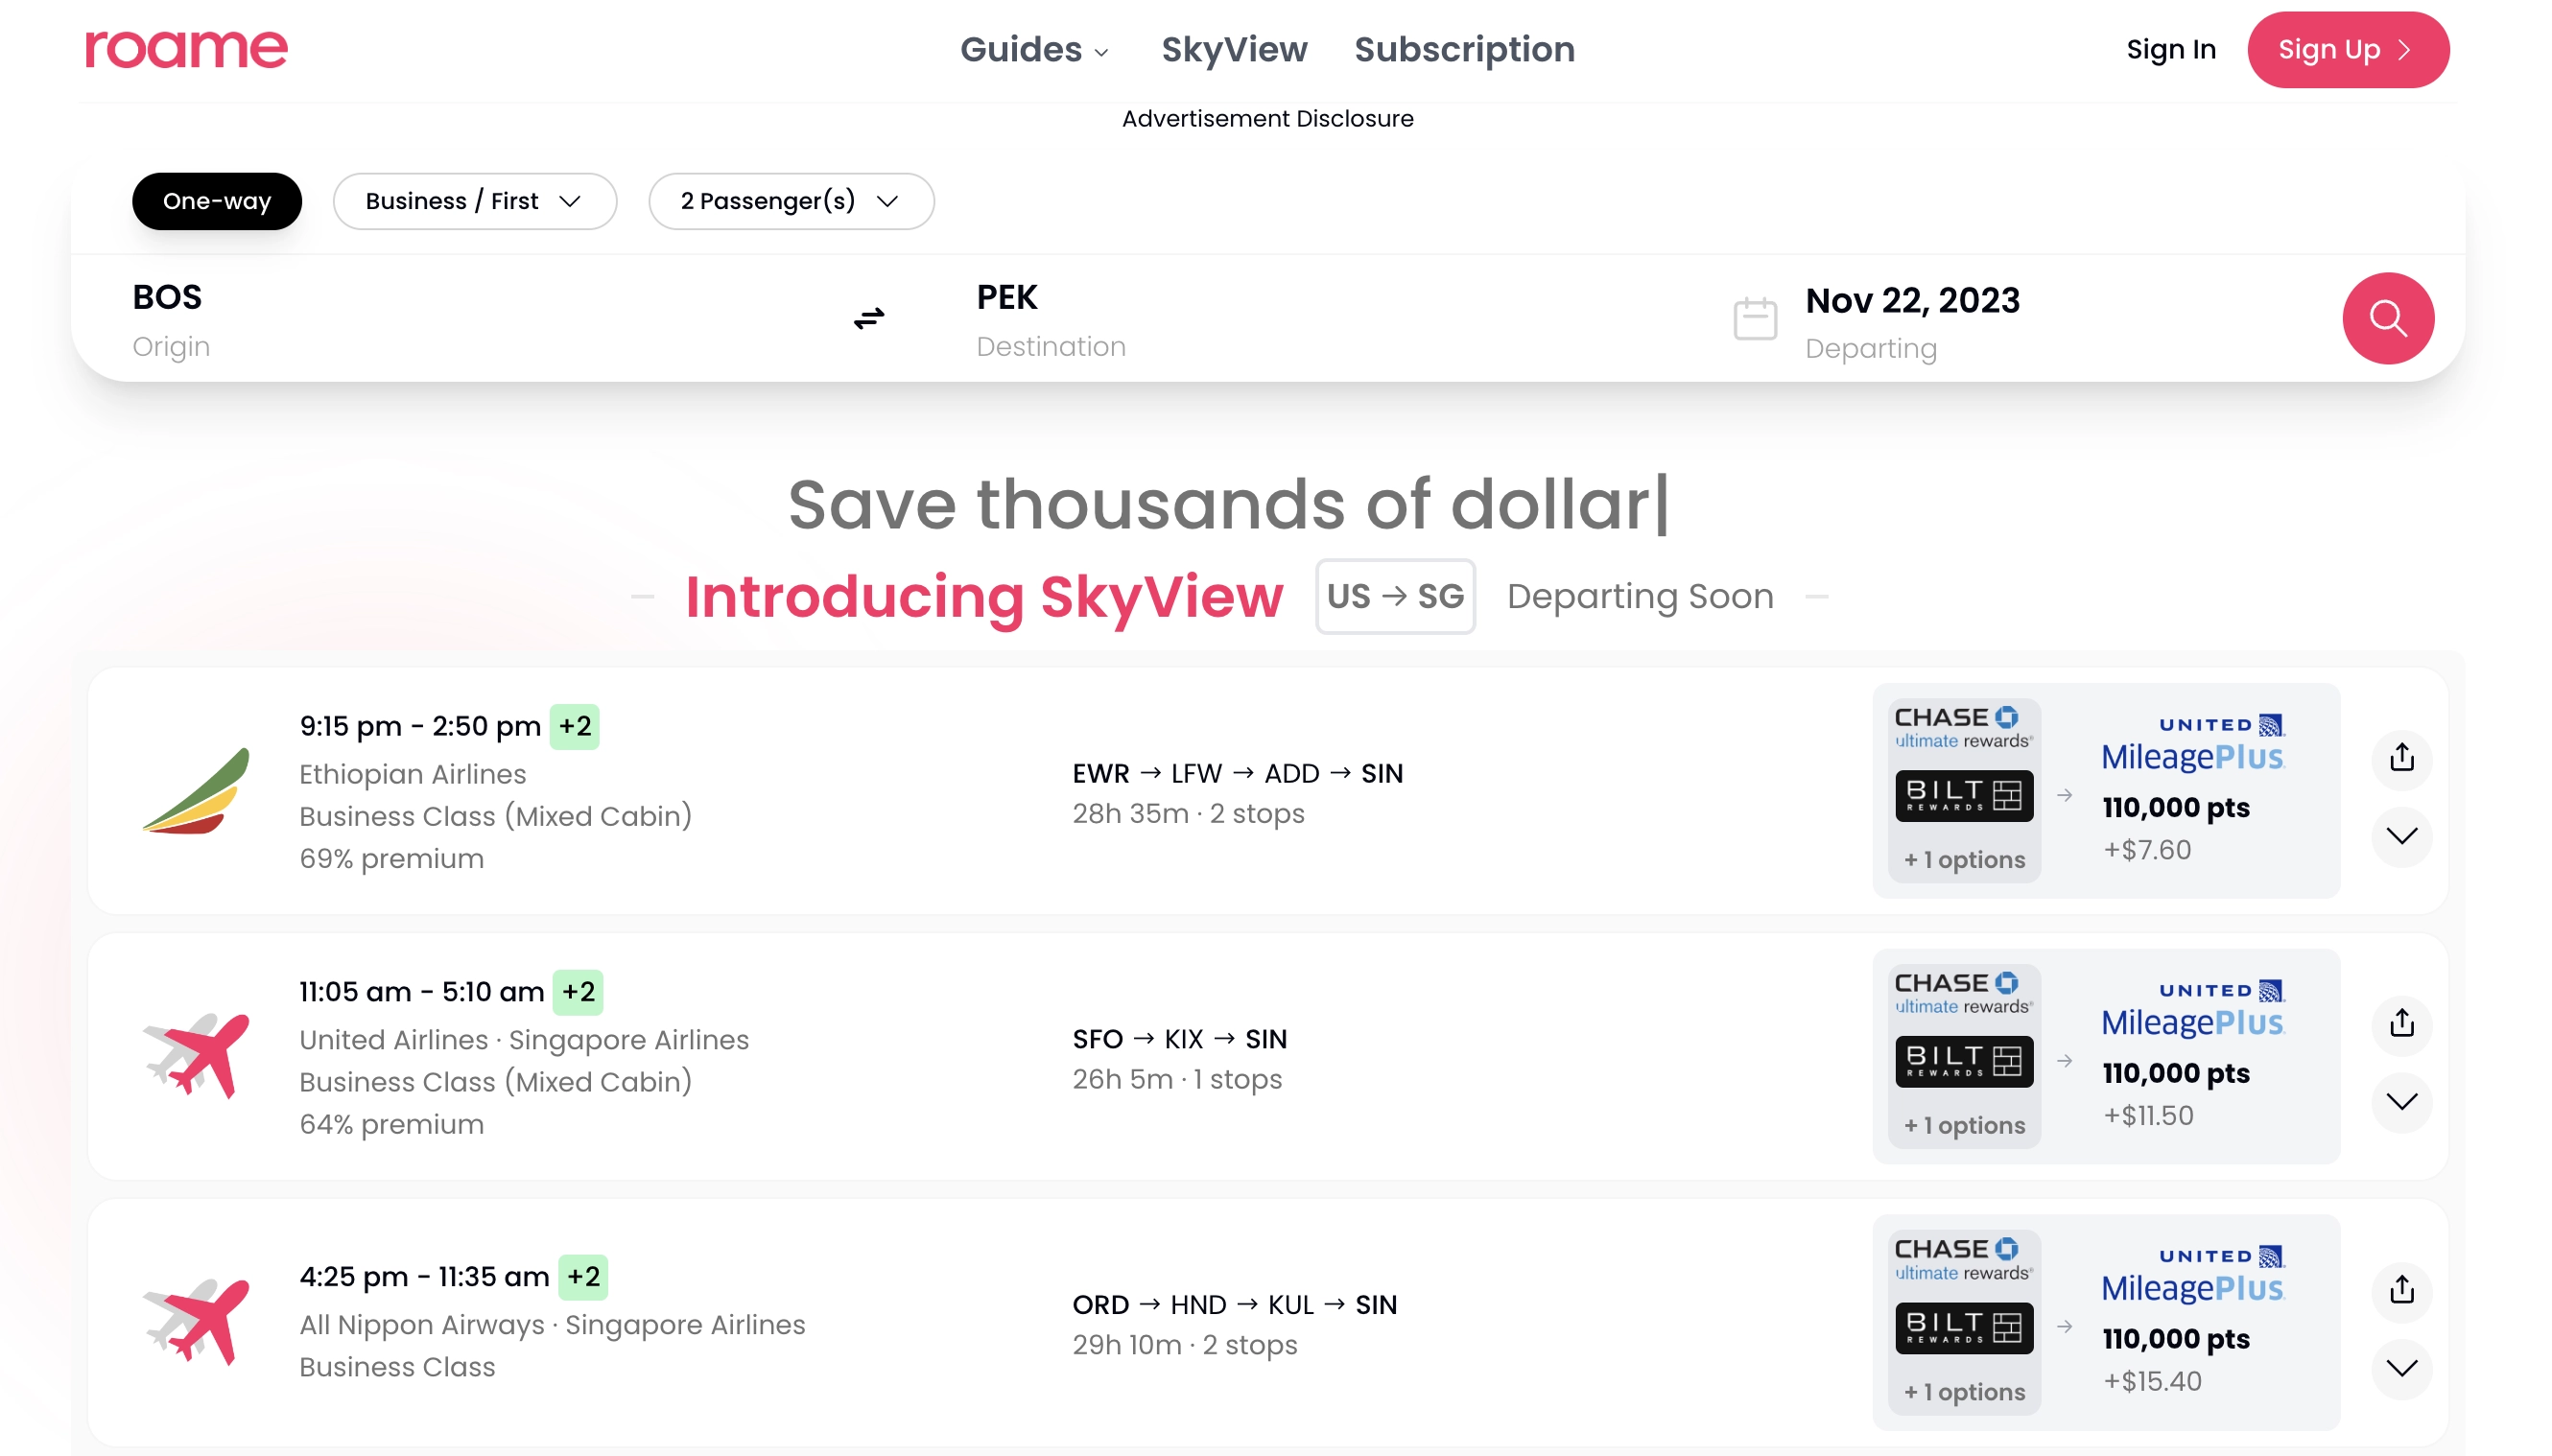 roame
Guides SkyView Subscription
Sign In Sign Up
Advertisement Disclosure
One-way Business / First 2 Passenger(s)
BOS
Origin
PEK
Destination
Nov 22, 2023
Departing
Save thousands of dollar|
Introducing SkyView US → SG Departing Soon
9:15 pm - 2:50 pm +2
Ethiopian Airlines
Business Class (Mixed Cabin)
69% premium
EWR → LFW → ADD → SIN
28h 35m · 2 stops
CHASE
ultimate rewards®
BILT
REWARDS
+ 1 options
→
UNITED
MileagePlus
110,000 pts
+$7.60
11:05 am - 5:10 am +2
United Airlines · Singapore Airlines
Business Class (Mixed Cabin)
64% premium
SFO → KIX → SIN
26h 5m · 1 stops
CHASE
ultimate rewards®
BILT
REWARDS
+ 1 options
→
UNITED
MileagePlus
110,000 pts
+$11.50
4:25 pm - 11:35 am +2
All Nippon Airways · Singapore Airlines
Business Class
ORD → HND → KUL → SIN
29h 10m · 2 stops
CHASE
ultimate rewards®
BILT
REWARDS
+ 1 options
→
UNITED
MileagePlus
110,000 pts
+$15.40